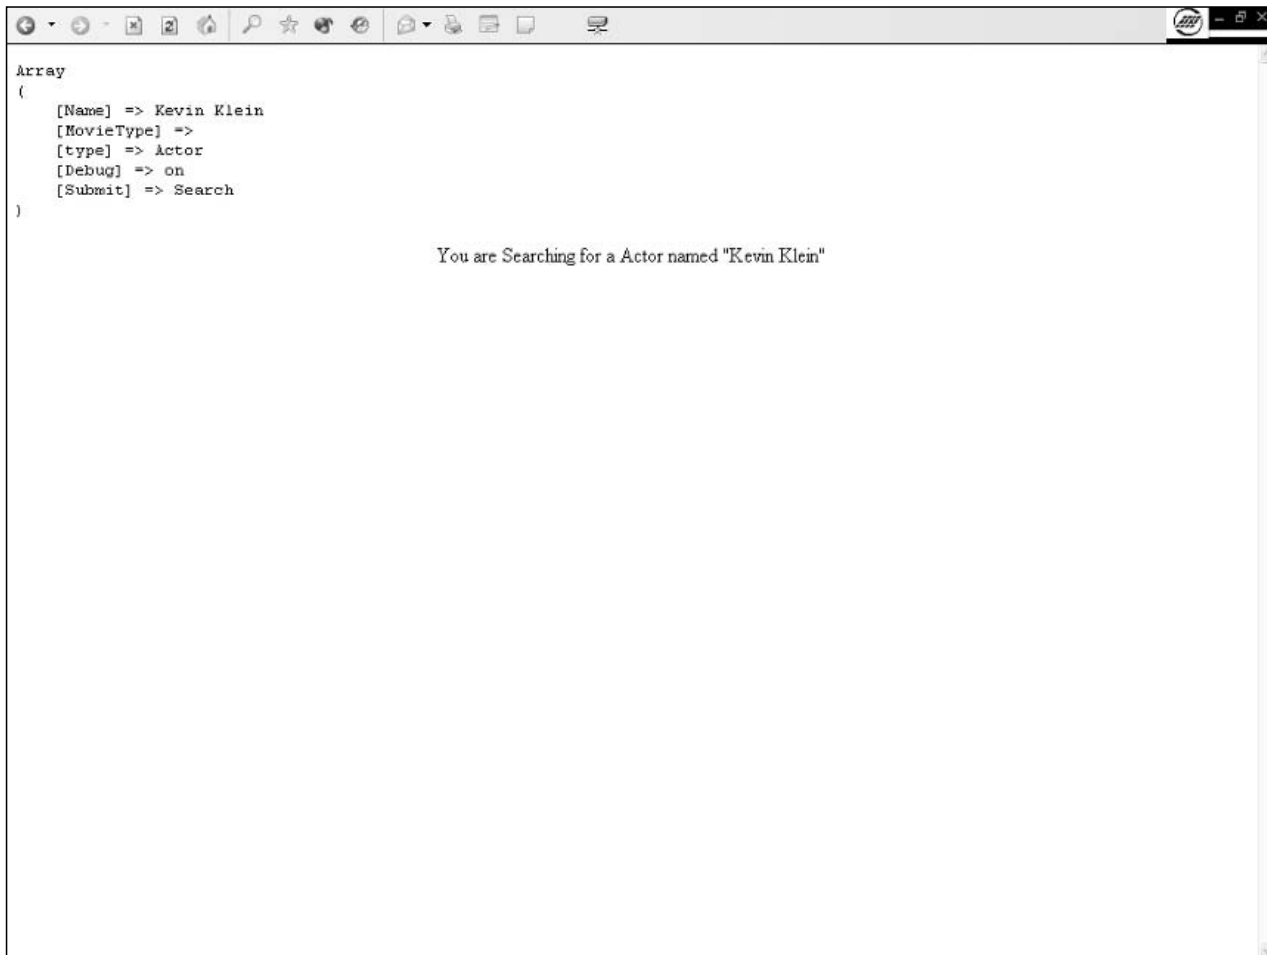 Array
(
    [Name] => Kevin Klein
    [MovieType] =>
    [type] => Actor
    [Debug] => on
    [Submit] => Search
)
You are Searching for a Actor named "Kevin Klein"